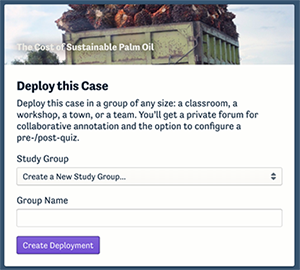 The Cost of Sustainable Palm Oil
Deploy this Case
Deploy this case in a group of any size: a classroom, a
workshop, a town, or a team. You'll get a private forum for
collaborative annotation and the option to configure a
pre-/post-quiz.
Study Group
Create a New Study Group...
Group Name
Create Deployment